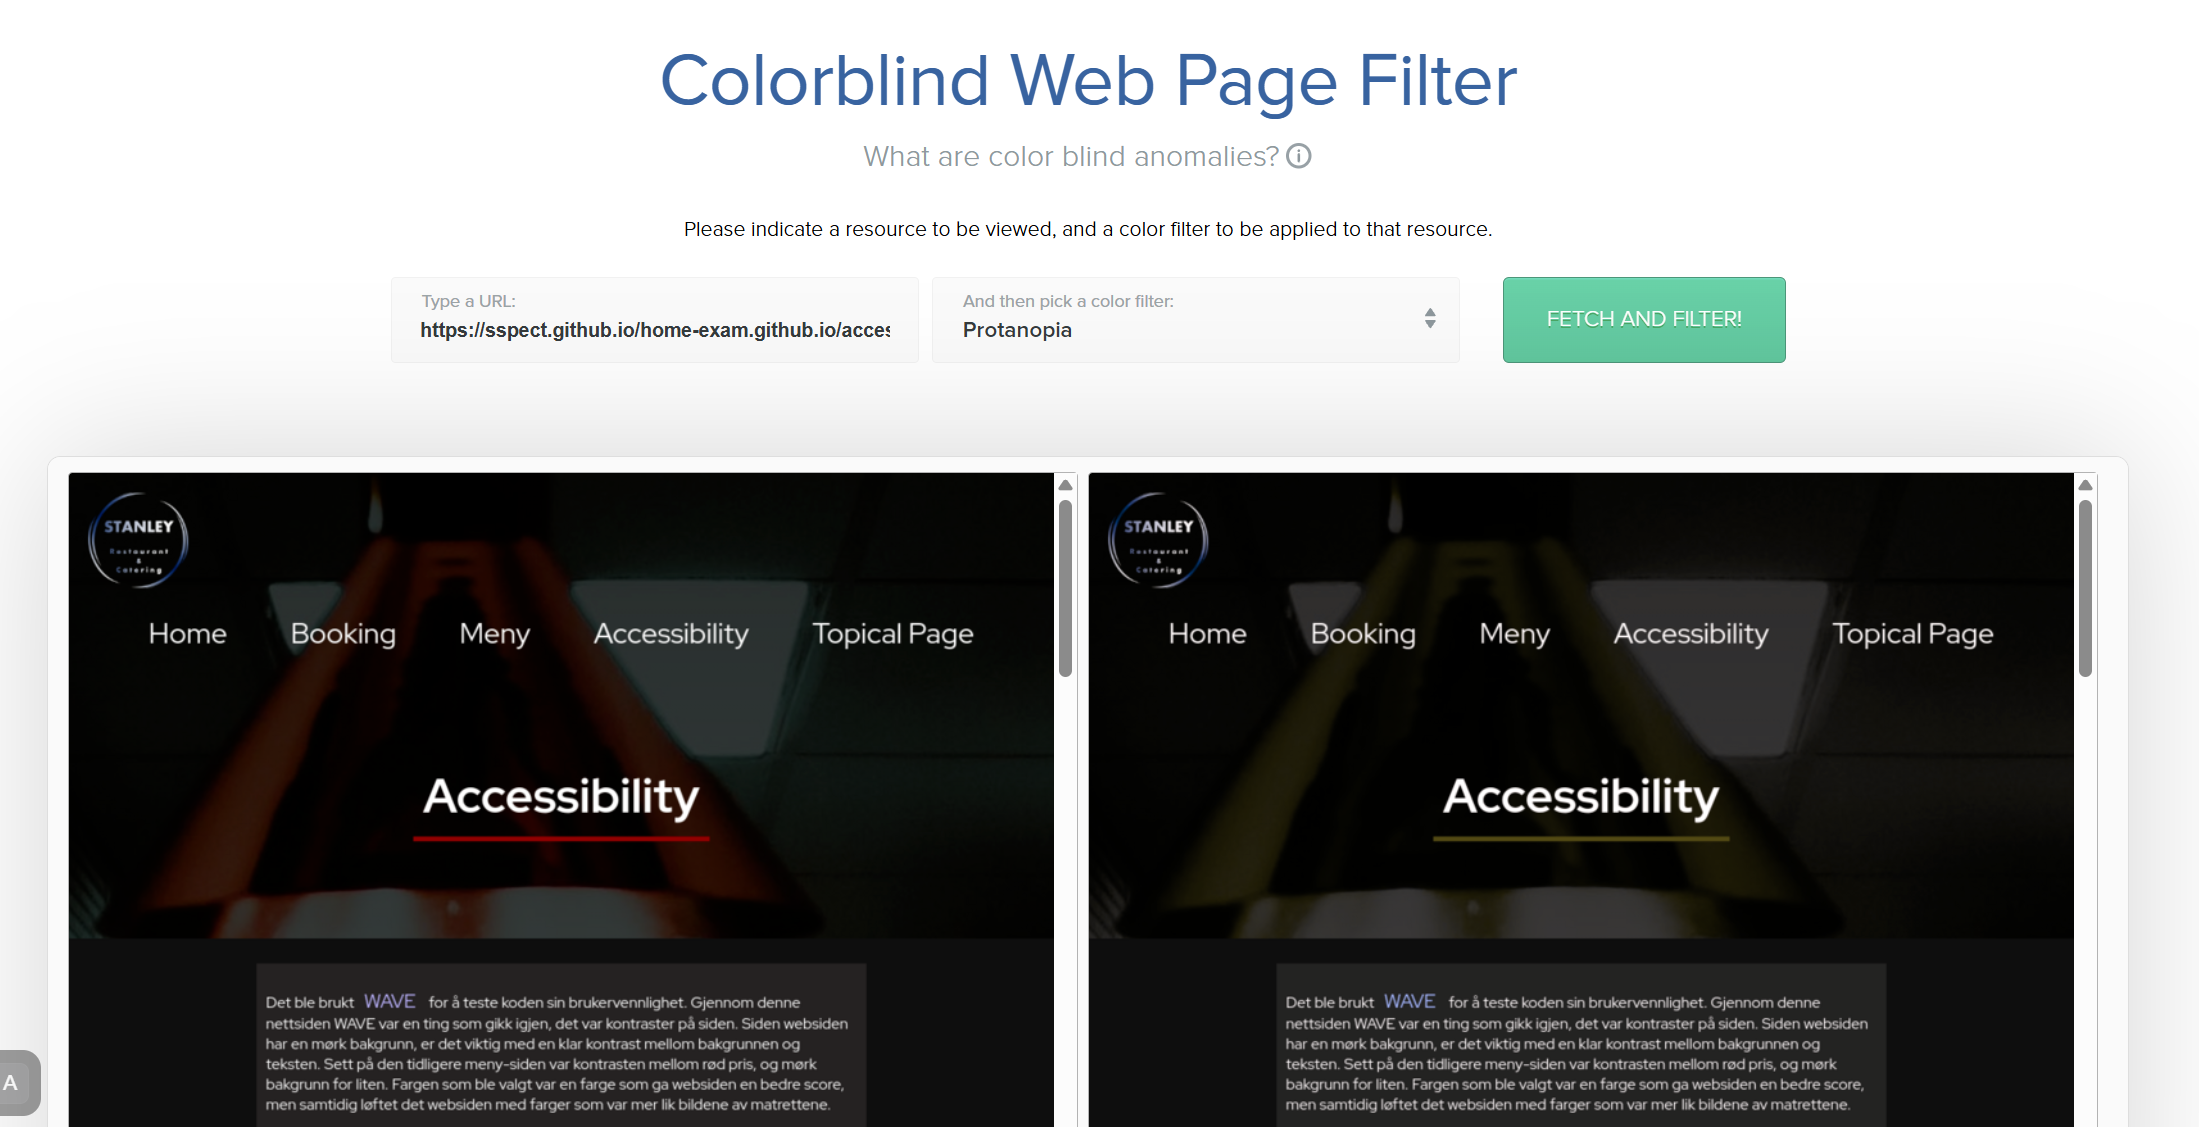 Colorblind Web Page Filter
What are color blind anomalies?
Please indicate a resource to be viewed, and a color filter to be applied to that resource.
Type a URL:
https://sspect.github.io/home-exam.github.io/acces
And then pick a color filter:
Protanopia
FETCH AND FILTER!
STANLEY
Restaurant
&
Catering
Home Booking Meny Accessibility Topical Page
Accessibility
Det ble brukt WAVE for å teste koden sin brukervennlighet. Gjennom denne
nettsiden WAVE var en ting som gikk igjen, det var kontraster på siden. Siden websiden
har en mørk bakgrunn, er det viktig med en klar kontrast mellom bakgrunnen og
teksten. Sett på den tidligere meny-siden var kontrasten mellom rød pris, og mørk
bakgrunn for liten. Fargen som ble valgt var en farge som ga websiden en bedre score,
men samtidig løftet det websiden med farger som var mer lik bildene av matrettene.
STANLEY
Restaurant
&
Catering
Home Booking Meny Accessibility Topical Page
Accessibility
Det ble brukt WAVE for å teste koden sin brukervennlighet. Gjennom denne
nettsiden WAVE var en ting som gikk igjen, det var kontraster på siden. Siden websiden
har en mørk bakgrunn, er det viktig med en klar kontrast mellom bakgrunnen og
teksten. Sett på den tidligere meny-siden var kontrasten mellom rød pris, og mørk
bakgrunn for liten. Fargen som ble valgt var en farge som ga websiden en bedre score,
men samtidig løftet det websiden med farger som var mer lik bildene av matrettene.
A